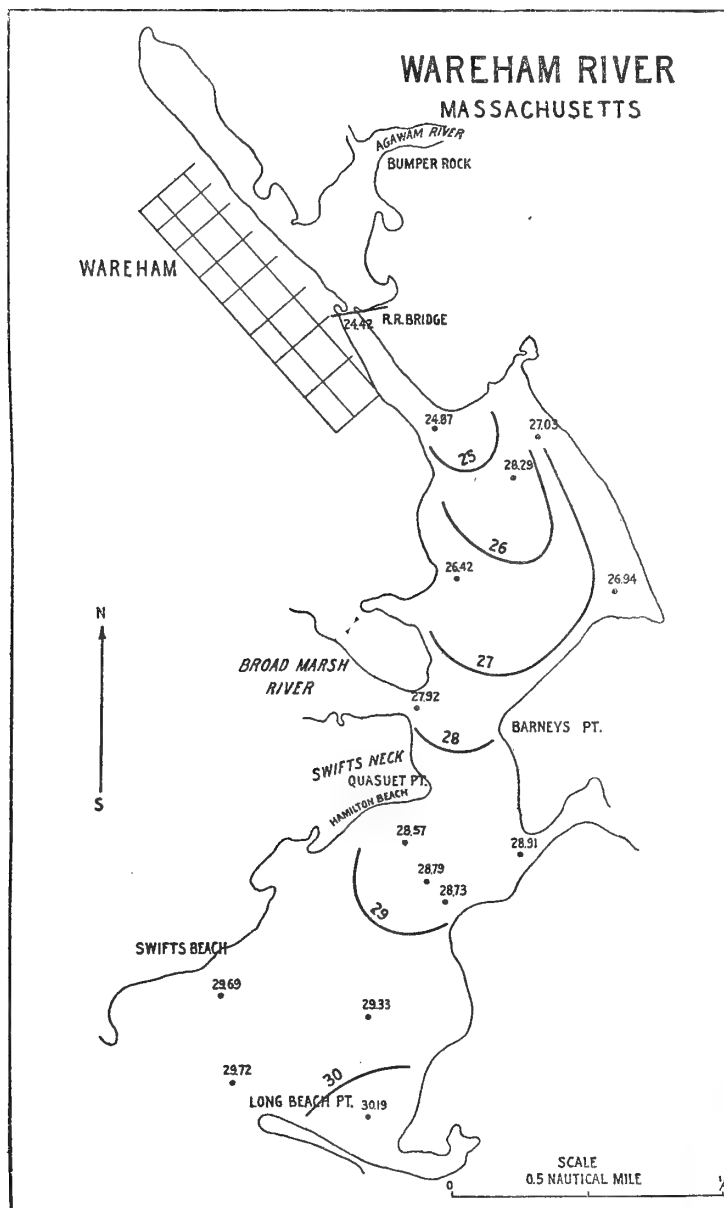 WAREHAM RIVER
MASSACHUSETTS
AGAWAM RIVER
BUMPER ROCK
WAREHAM
24.42
R.R. BRIDGE
24.87
27.03
25
28.29
26
26.42
26.94
N
27
BROAD MARSH
RIVER
27.92
28
BARNEYS PT.
SWIFTS NECK
QUASUET PT.
S
HAMILTON BEACH
28.57
28.91
28.79
28.73
29
SWIFTS BEACH
29.69
29.33
29.72
30
LONG BEACH PT.
30.19
SCALE
0.5 NAUTICAL MILE
0